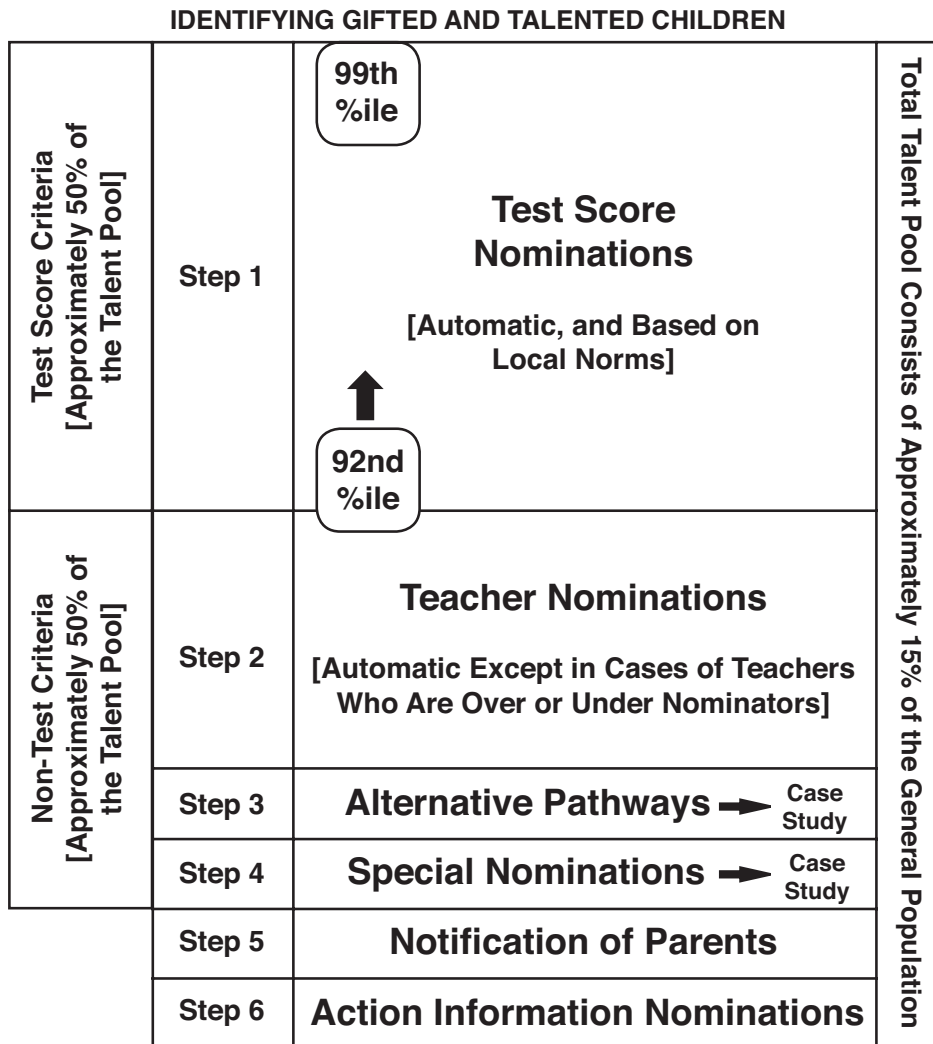 IDENTIFYING GIFTED AND TALENTED CHILDREN
Test Score Criteria
[Approximately 50% of
the Talent Pool]
Step 1
99th
%ile
Test Score
Nominations
[Automatic, and Based on
Local Norms]
92nd
%ile
Non-Test Criteria
[Approximately 50% of
the Talent Pool]
Step 2
Teacher Nominations
[Automatic Except in Cases of Teachers
Who Are Over or Under Nominators]
Step 3
Alternative Pathways
Case
Study
Step 4
Special Nominations
Case
Study
Step 5
Notification of Parents
Step 6
Action Information Nominations
Total Talent Pool Consists of Approximately 15% of the General Population